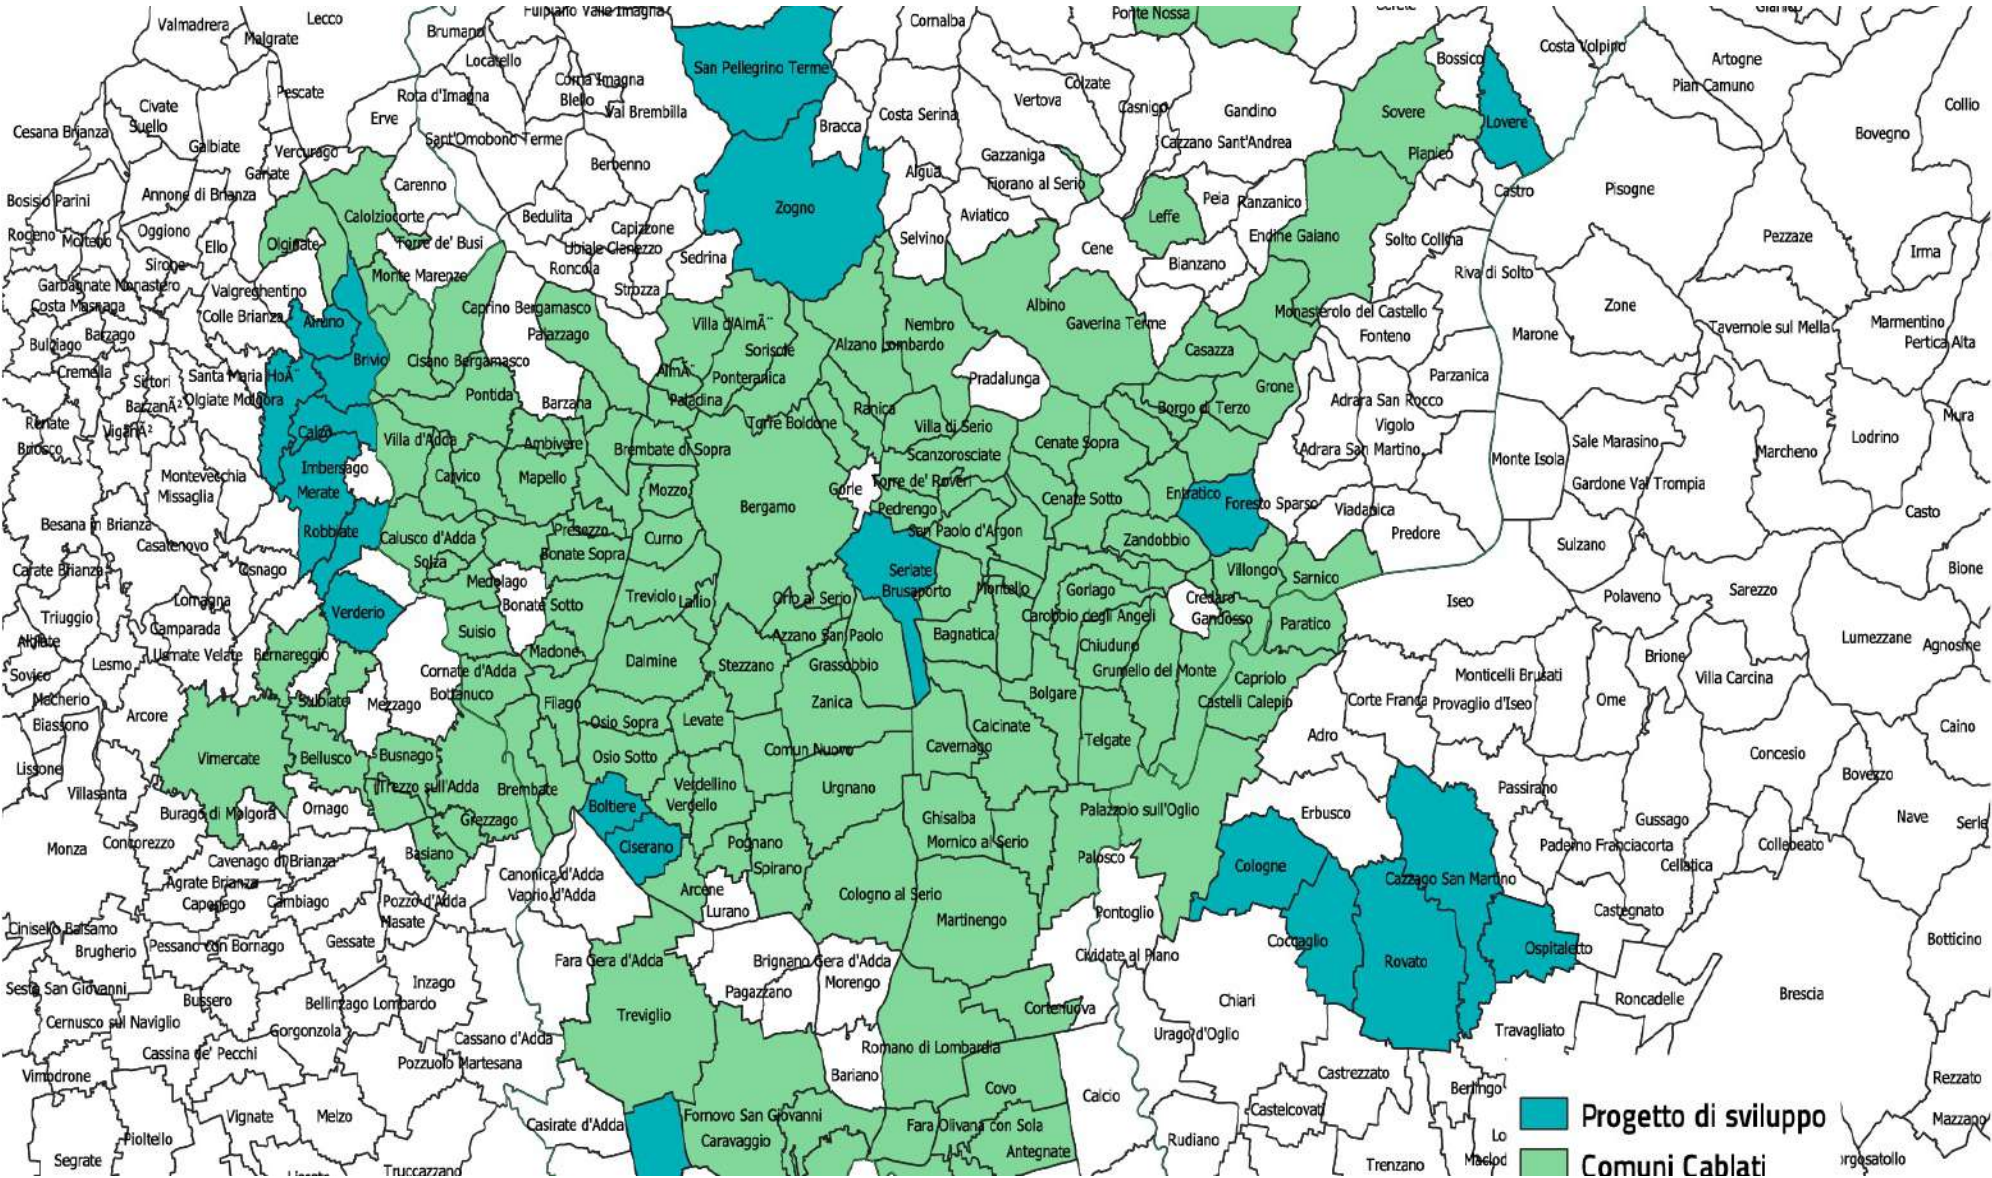 Valmadrera
Lecco
Malgrate
Brumano
Fuipiano Valle Imagna
Cornalba
Ponte Nossa
Costa Volpino
Artogne
Pian Camuno
Collio
Bovegno
Locatello
Corna Imagna
Blello
Val Brembilla
San Pellegrino Terme
Bossico
Colzate
Vertova
Casnigo
Gandino
Sovere
Lovere
Pescate
Civate
Suello
Cesana Brianza
Galbiate
Rota d'Imagna
Erve
Sant'Omobono Terme
Bracca
Costa Serina
Cazzano Sant'Andrea
Pianico
Vercurago
Garlate
Berbenno
Gazzaniga
Algua
Fiorano al Serio
Castro
Pisogne
Bosisio Parini
Annone di Brianza
Carenno
Zogno
Peia
Ranzanico
Leffe
Aviatico
Calolziocorte
Bedulita
Capizzone
Rogeno
Molteno
Oggiono
Ello
Olginate
Torre de' Busi
Ubiale Clanezzo
Roncola
Sedrina
Selvino
Cene
Endine Gaiano
Solto Collina
Pezzaze
Irma
Bianzano
Sirone
Monte Marenzo
Riva di Solto
Garbagnate Monastero
Costa Masnaga
Valgreghentino
Strozza
Caprino Bergamasco
Albino
Monasterolo del Castello
Zone
Colle Brianza
Airuno
Palazzago
Villa d'AlmÃ¨
Nembro
Gaverina Terme
Fonteno
Marone
Tavernole sul Mella
Marmentino
Pertica Alta
Barzago
Bulciago
Sorisole
Alzano Lombardo
Casazza
Brivio
Cisano Bergamasco
Cremella
Sirtori
Santa Maria HoÃ¨
AlmÃ¨
Ponteranica
Pradalunga
Parzanica
Grone
Olgiate Molgora
BarzanÃ²
Pontida
Barzana
Paladina
Ranica
Borgo di Terzo
Adrara San Rocco
Vigolo
Mura
Renate
ViganÃ²
Calco
Torre Boldone
Villa di Serio
Lodrino
Briosco
Villa d'Adda
Ambivere
Brembate di Sopra
Cenate Sopra
Adrara San Martino
Sale Marasino
Marcheno
Scanzorosciate
Monte Isola
Imbersago
Montevecchia
Missaglia
Merate
Carvico
Mapello
Mozzo
Gorle
Torre de' Roveri
Cenate Sotto
Entratico
Foresto Sparso
Gardone Val Trompia
Bergamo
Pedrengo
Viadanica
Casto
Besana in Brianza
Casatenovo
Robbiate
Calusco d'Adda
Presezzo
Curno
San Paolo d'Argon
Zandobbio
Predore
Sulzano
Bonate Sopra
Solza
Carate Brianza
Osnago
Medolago
Seriate
Brusaporto
Montello
Gorlago
Villongo
Sarnico
Bione
Sarezzo
Polaveno
Iseo
Lomagna
Verderio
Bonate Sotto
Treviolo
Lallio
Orio al Serio
Credaro
Gandosso
Carobbio degli Angeli
Paratico
Triuggio
Camparada
Suisio
Albiate
Usmate Velate
Bernareggio
Madone
Azzano San Paolo
Bagnatica
Chiuduno
Lumezzane
Agnosine
Lesmo
Sovico
Cornate d'Adda
Dalmine
Stezzano
Grassobbio
Grumello del Monte
Capriolo
Brione
Monticelli Brusati
Villa Carcina
Macherio
Bottanuco
Sulbiate
Mezzago
Filago
Zanica
Bolgare
Castelli Calepio
Corte Franca
Provaglio d'Iseo
Ome
Biassono
Arcore
Osio Sopra
Levate
Calcinate
Caino
Adro
Telgate
Comun Nuovo
Cavernago
Concesio
Lissone
Vimercate
Bellusco
Busnago
Osio Sotto
Bovezzo
Villasanta
Trezzo sull'Adda
Brembate
Verdellino
Verdello
Urgnano
Passirano
Boltiere
Burago di Molgora
Ornago
Grezzago
Palazzolo sull'Oglio
Erbusco
Gussago
Nave
Serle
Ghisalba
Mornico al Serio
Monza
Concorezzo
Ciserano
Pognano
Paderno Franciacorta
Collebeato
Basiano
Cavenago di Brianza
Palosco
Cologne
Cellatica
Spirano
Canonica d'Adda
Vaprio d'Adda
Agrate Brianza
Cazzago San Martino
Arcene
Cologno al Serio
Caponago
Cambiago
Pozzo d'Adda
Masate
Lurano
Martinengo
Pontoglio
Castegnato
Cinisello Balsamo
Brugherio
Pessano con Bornago
Gessate
Coccaglio
Botticino
Ospitaletto
Fara Gera d'Adda
Brignano Gera d'Adda
Cividate al Piano
Rovato
Inzago
Morengo
Pagazzano
Sesto San Giovanni
Bussero
Bellinzago Lombardo
Chiari
Roncadelle
Brescia
Cortenuova
Treviglio
Cernusco sul Naviglio
Gorgonzola
Cassano d'Adda
Urago d'Oglio
Travagliato
Romano di Lombardia
Cassina de' Pecchi
Pozzuolo Martesana
Vimodrone
Bariano
Castrezzato
Berlingo
Rezzato
Covo
Calcio
Vignate
Melzo
Casirate d'Adda
Fornovo San Giovanni
Castelcovati
Progetto di sviluppo
Mazzano
Fara Olivana con Sola
Caravaggio
Pioltello
Rudiano
Lo
Antegnate
Segrate
Truccazzano
Trenzano
Maclod
Comuni Cablati
orgosatollo